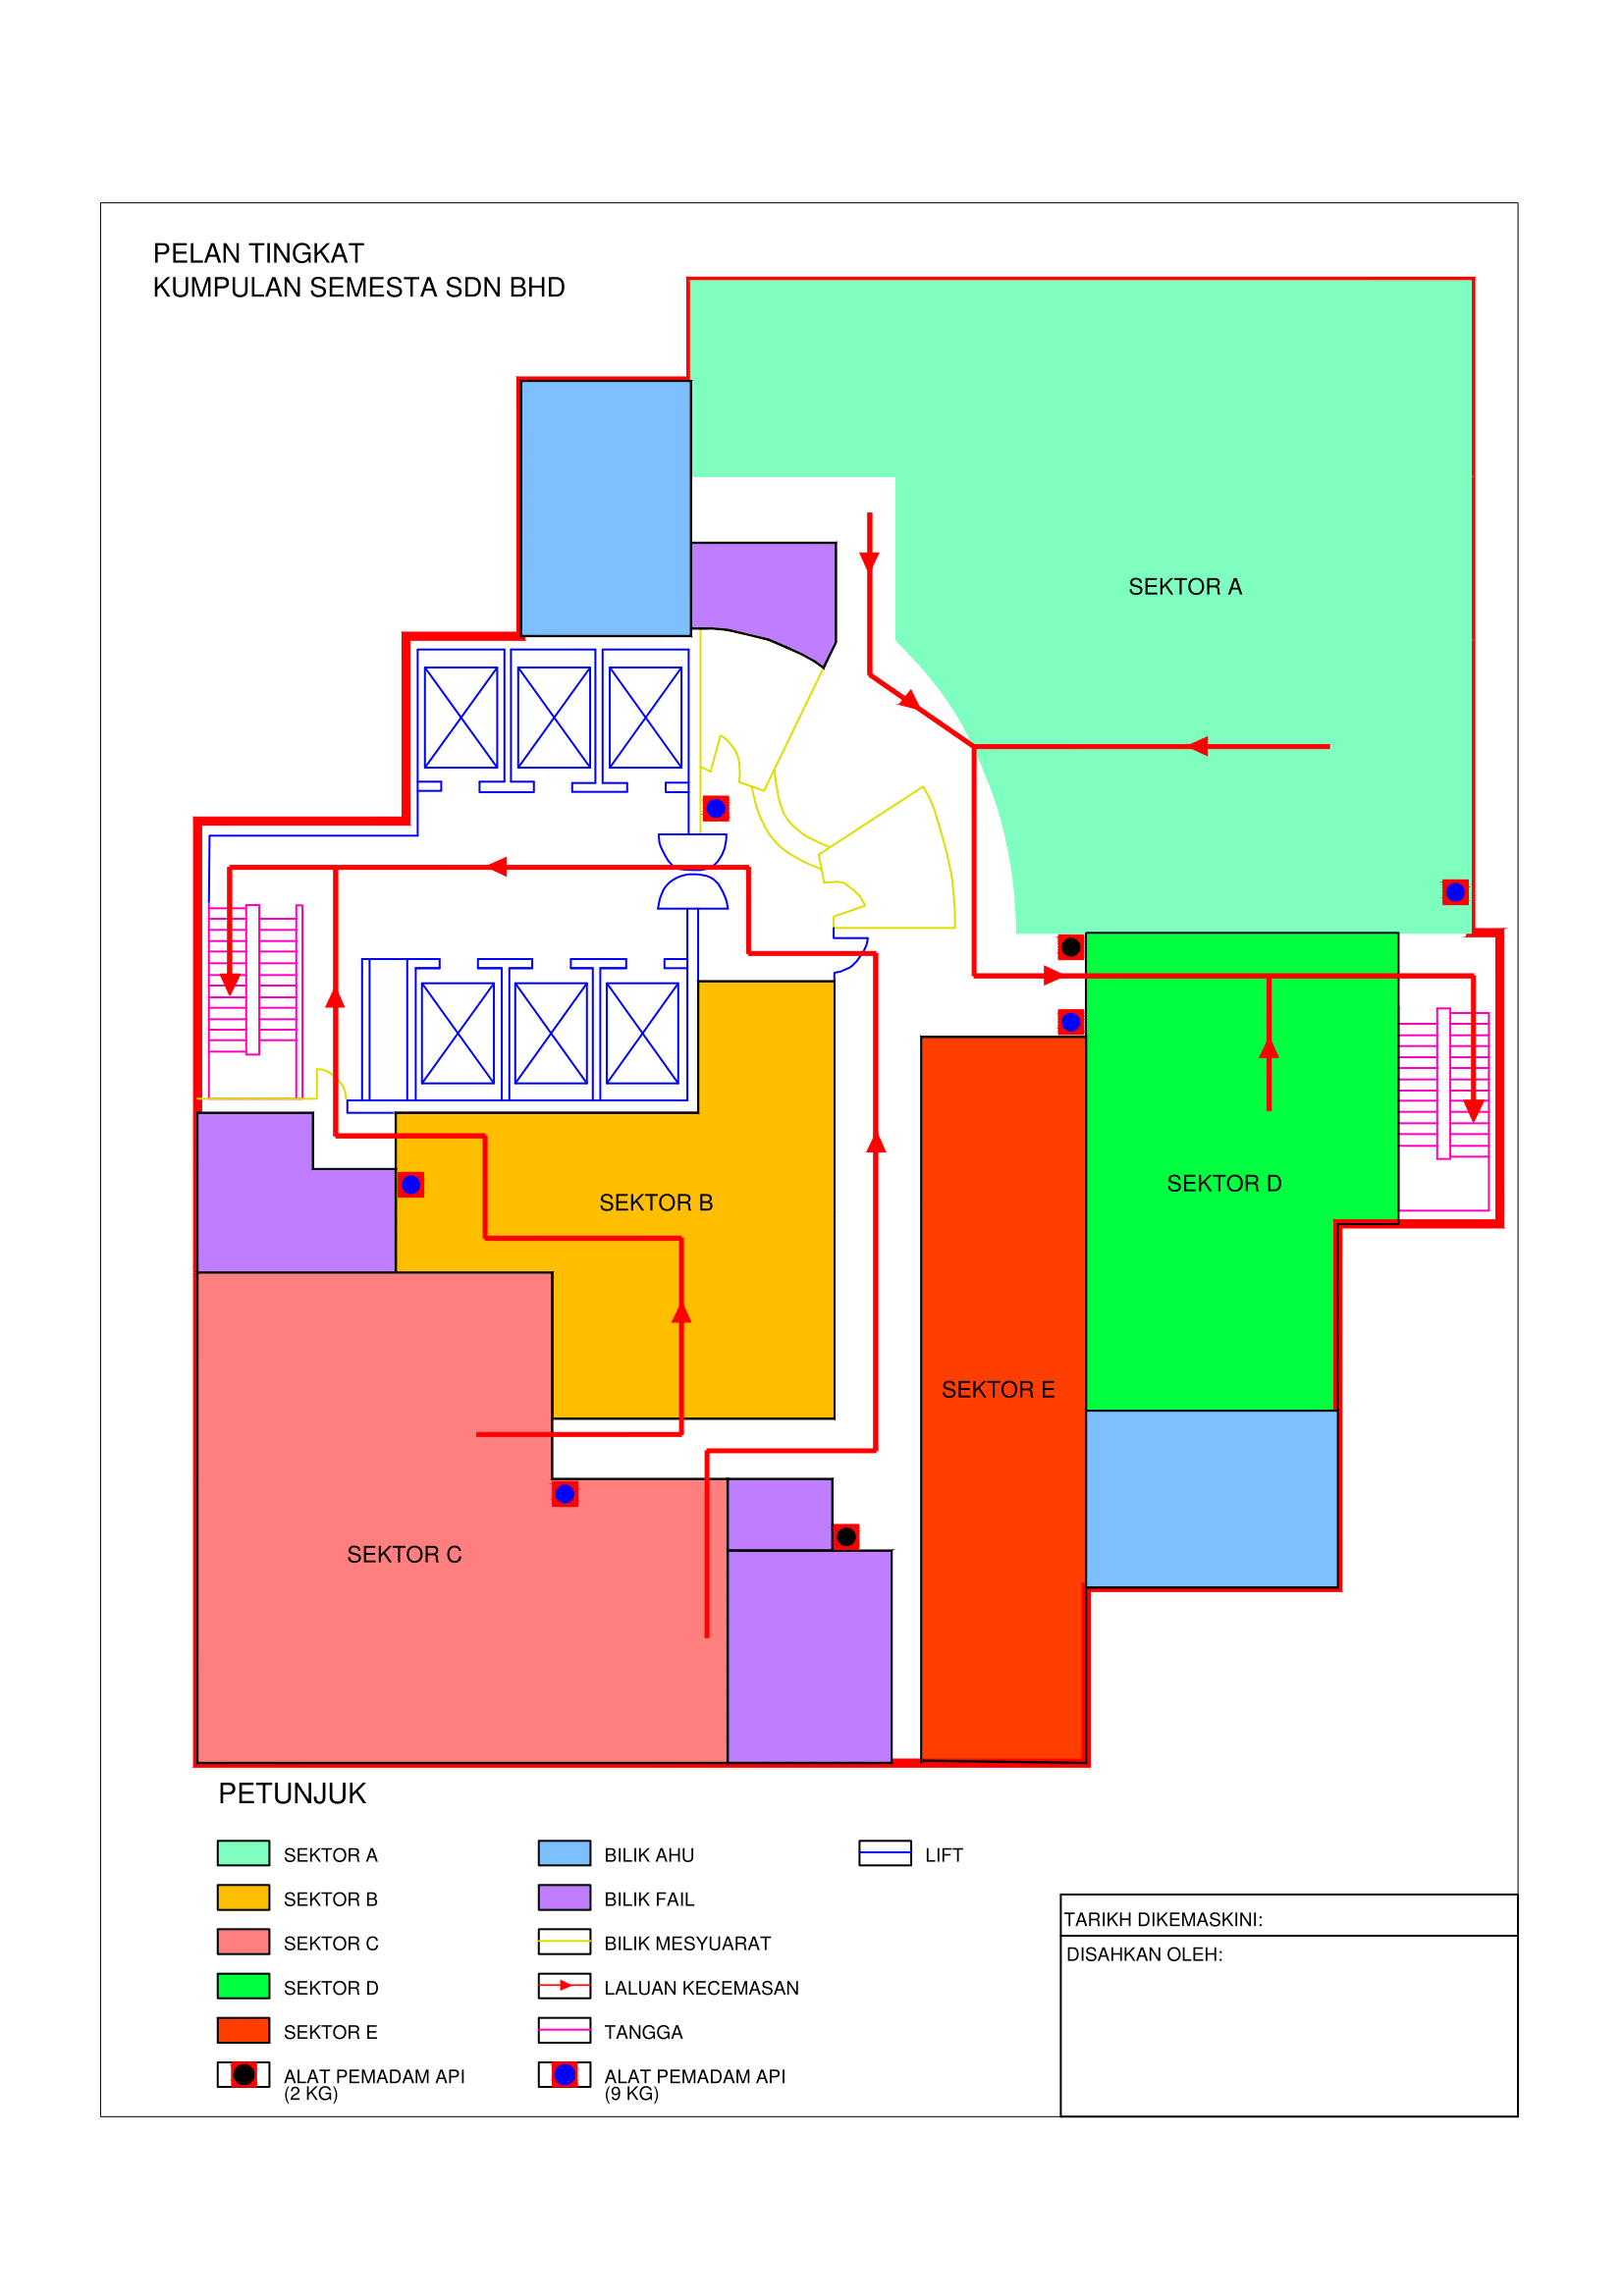 PELAN TINGKAT
KUMPULAN SEMESTA SDN BHD
SEKTOR A
SEKTOR B
SEKTOR D
SEKTOR E
SEKTOR C
PETUNJUK
SEKTOR A
SEKTOR B
SEKTOR C
SEKTOR D
SEKTOR E
ALAT PEMADAM API
(2 KG)
BILIK AHU
BILIK FAIL
BILIK MESYUARAT
LALUAN KECEMASAN
TANGGA
ALAT PEMADAM API
(9 KG)
LIFT
TARIKH DIKEMASKINI:
DISAHKAN OLEH: